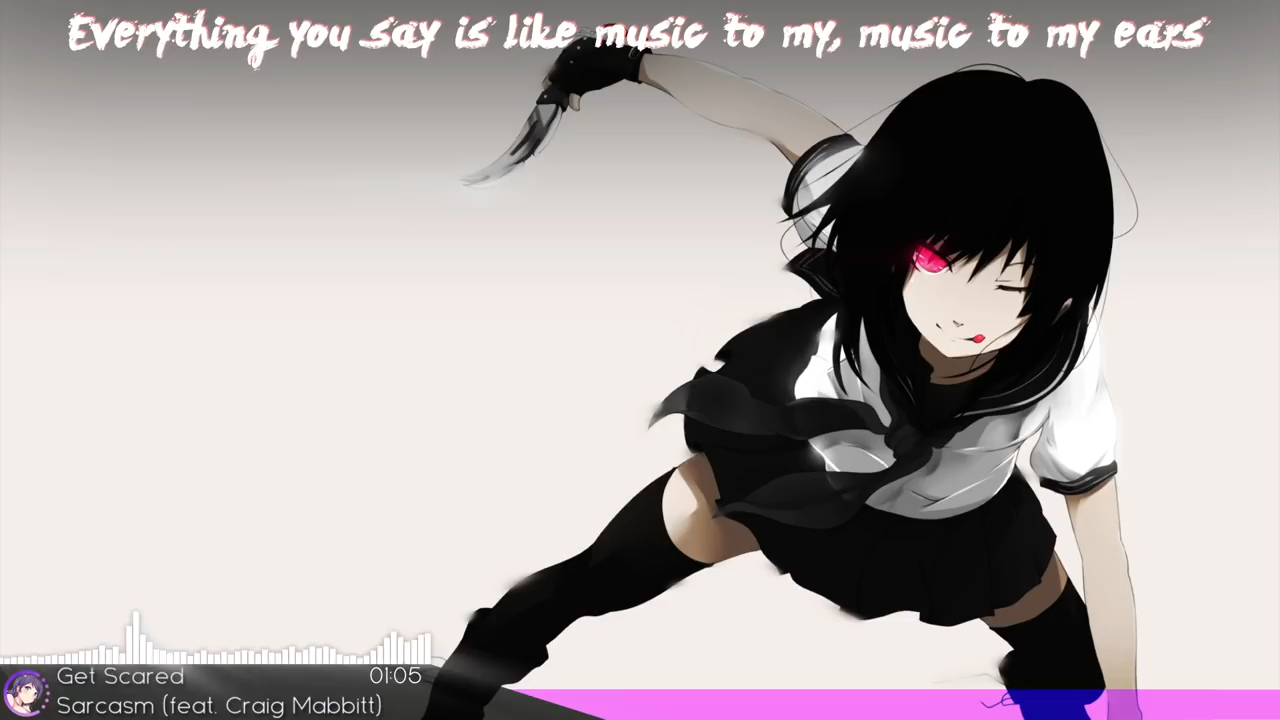 Everything you say is like music to my, music to my ears
Get Scared
01:05
Sarcasm (feat. Craig Mabbitt)